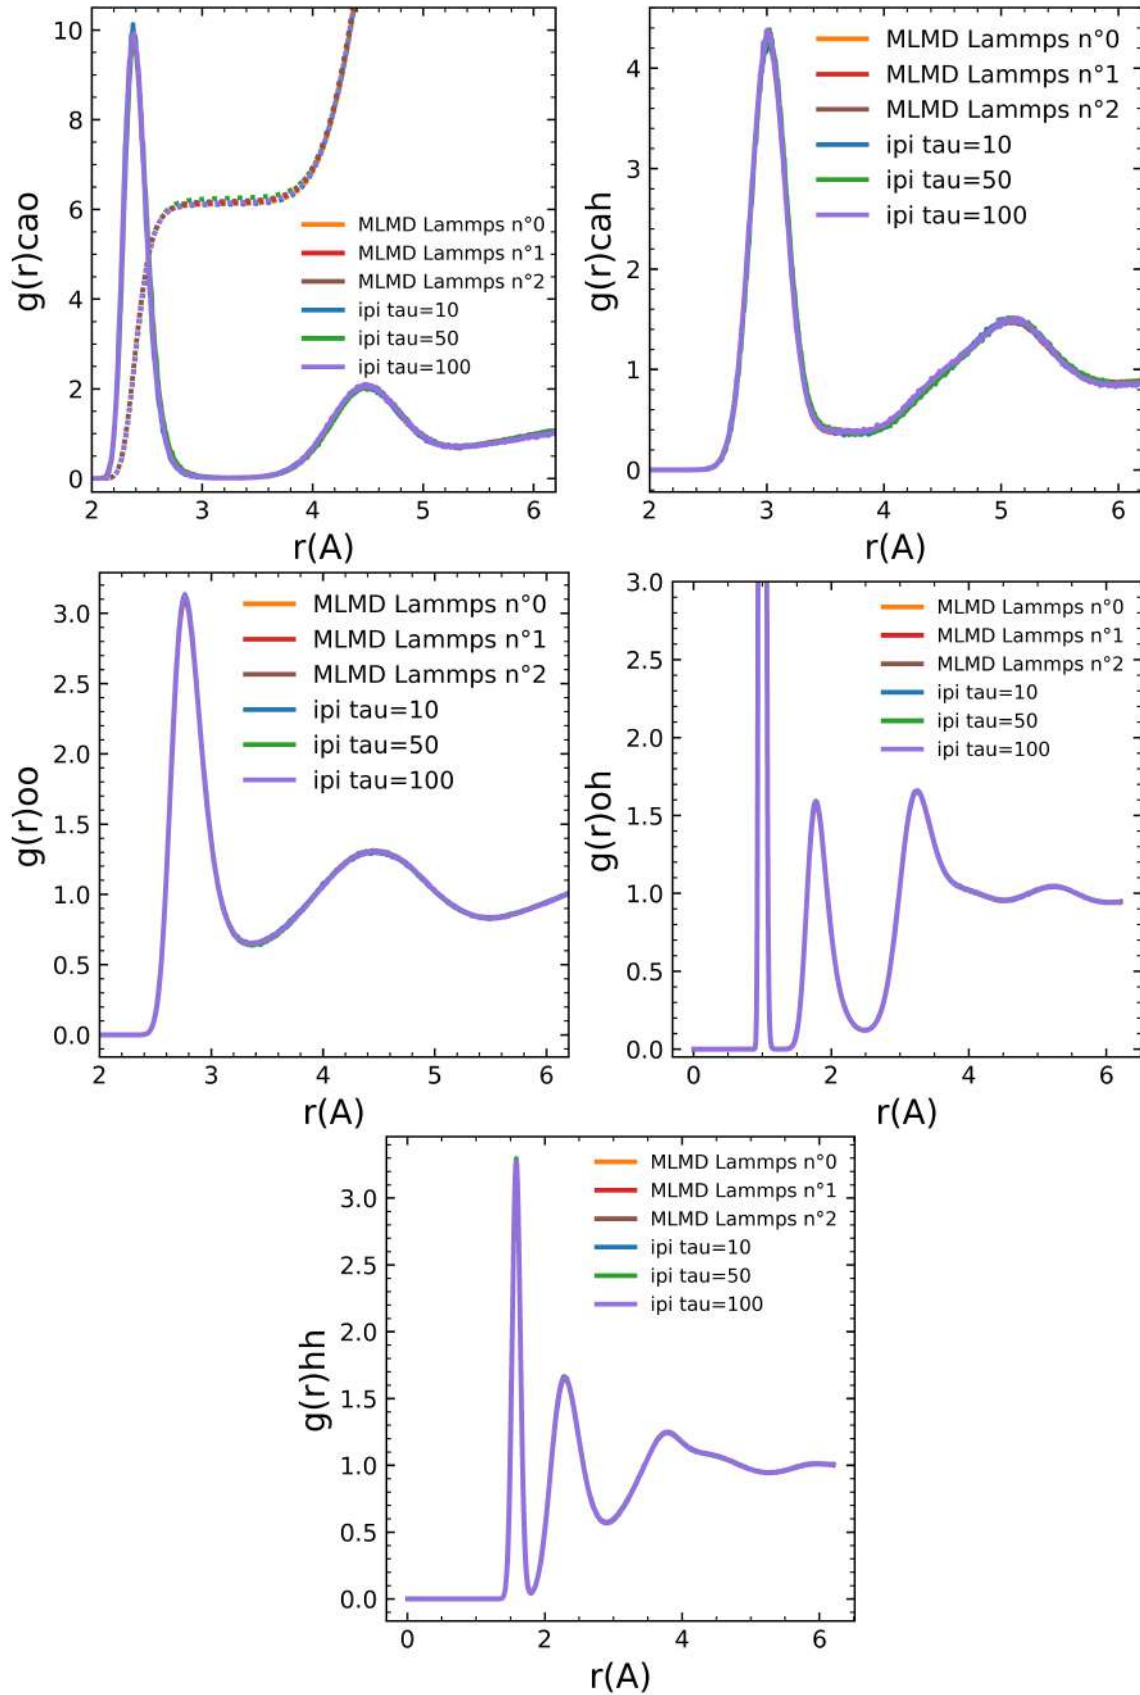 g(r)cao
10
8
6
4
2
0
MLMD Lammps n°0
MLMD Lammps n°1
MLMD Lammps n°2
ipi tau=10
ipi tau=50
ipi tau=100
2 3 4 5 6
r(A)
g(r)cah
4
3
2
1
0
MLMD Lammps n°0
MLMD Lammps n°1
MLMD Lammps n°2
ipi tau=10
ipi tau=50
ipi tau=100
2 3 4 5 6
r(A)
g(r)oo
3.0
2.5
2.0
1.5
1.0
0.5
0.0
MLMD Lammps n°0
MLMD Lammps n°1
MLMD Lammps n°2
ipi tau=10
ipi tau=50
ipi tau=100
2 3 4 5 6
r(A)
g(r)oh
3.0
2.5
2.0
1.5
1.0
0.5
0.0
MLMD Lammps n°0
MLMD Lammps n°1
MLMD Lammps n°2
ipi tau=10
ipi tau=50
ipi tau=100
0 2 4 6
r(A)
g(r)hh
3.0
2.5
2.0
1.5
1.0
0.5
0.0
MLMD Lammps n°0
MLMD Lammps n°1
MLMD Lammps n°2
ipi tau=10
ipi tau=50
ipi tau=100
0 2 4 6
r(A)